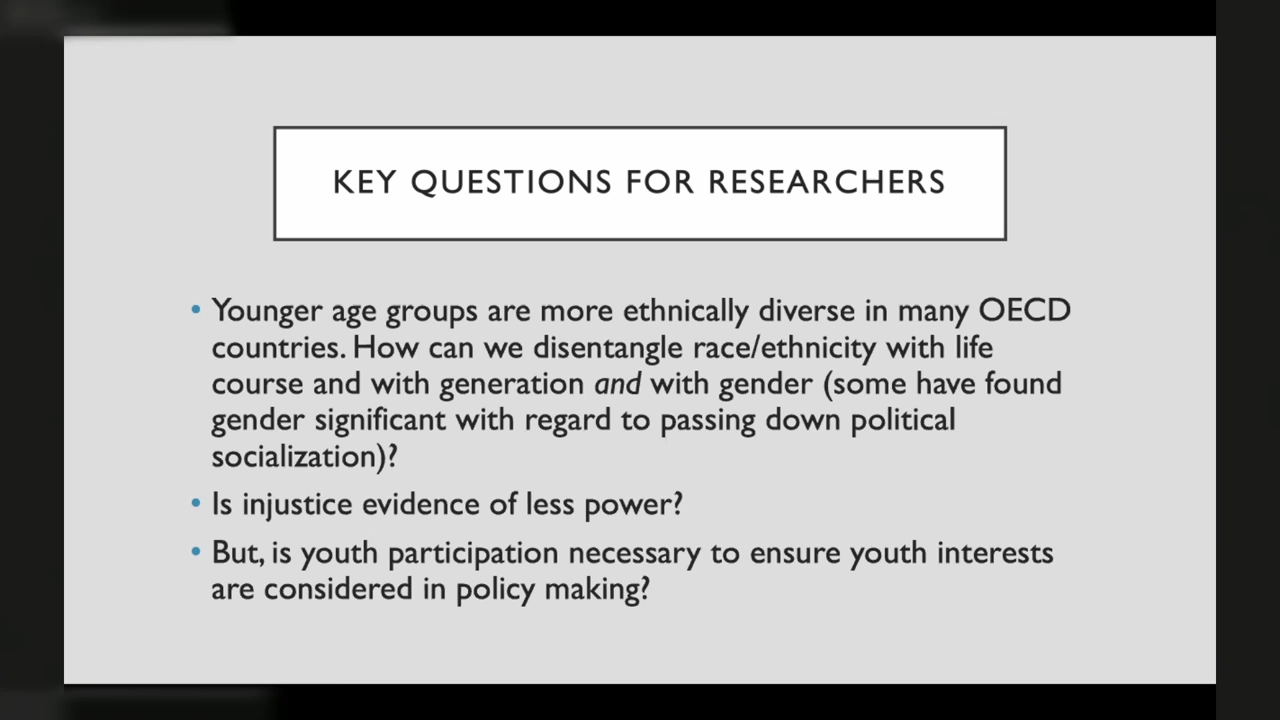 KEY QUESTIONS FOR RESEARCHERS
• Younger age groups are more ethnically diverse in many OECD
countries. How can we disentangle race/ethnicity with life
course and with generation and with gender (some have found
gender significant with regard to passing down political
socialization)?
• Is injustice evidence of less power?
• But, is youth participation necessary to ensure youth interests
are considered in policy making?